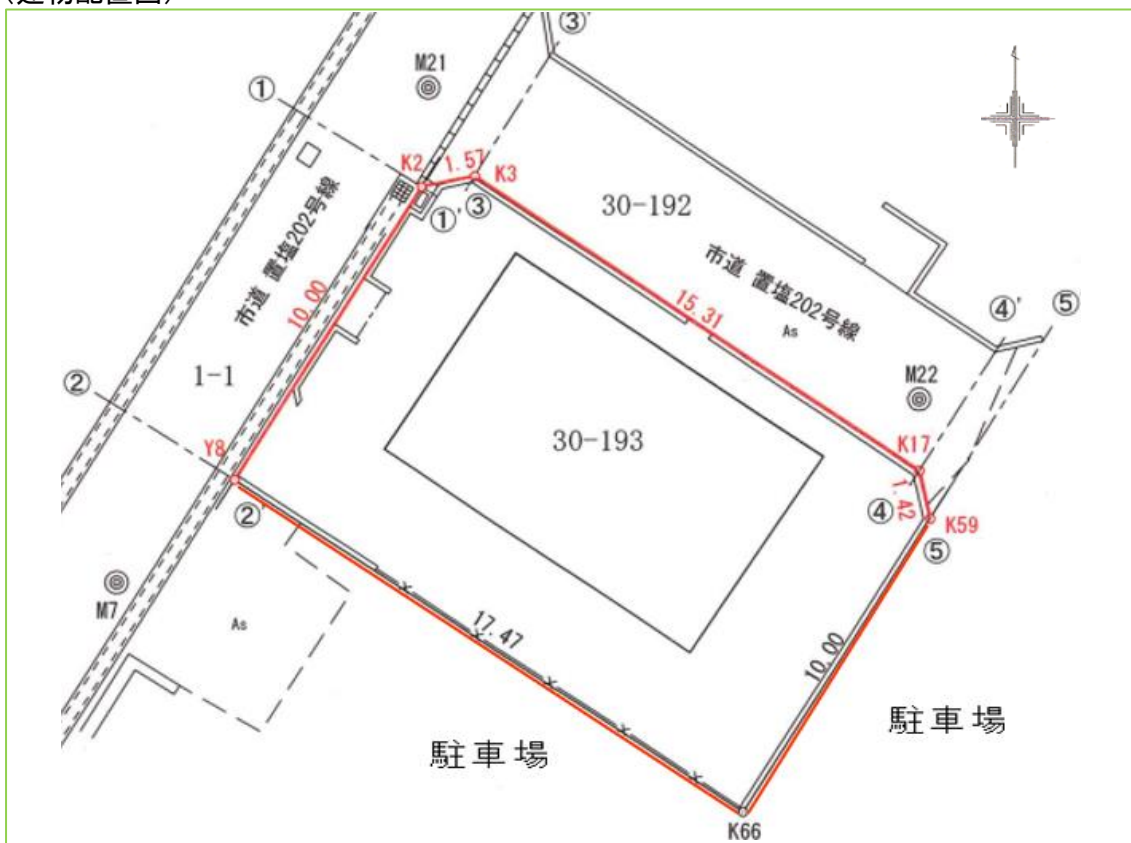 ③'
M21
①
K2
1.57
K3
①'
③
30-192
市道 置塩202号線
市道 置塩202号線
10.00
15.31
As
④'
⑤
②
1-1
M22
30-193
Y8
K17
②'
④
1.42
K59
⑤
M7
As
17.47
10.00
駐車場
駐車場
K66